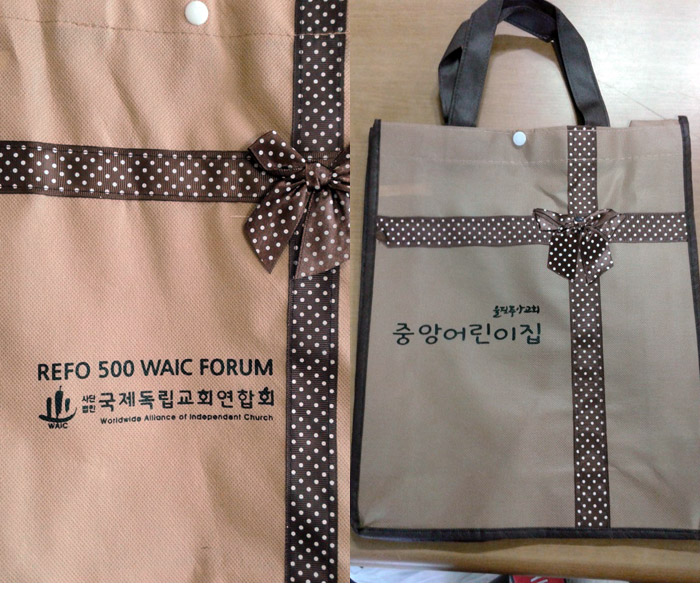 REFO 500 WAIC FORUM
사단
법인
국제독립교회연합회
Worldwide Alliance of Independent Church
WAIC
중앙어린이집